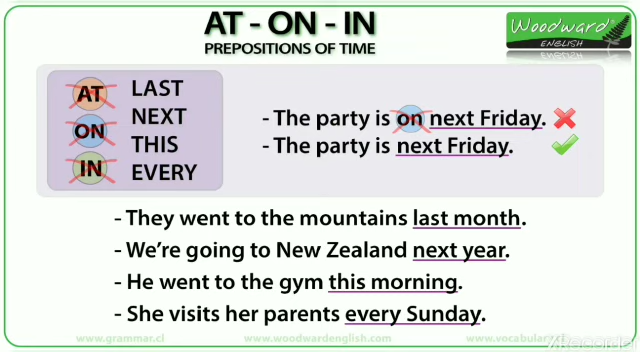 AT - ON - IN
PREPOSITIONS OF TIME
Woodward®
ENGLISH
AT
ON
IN
LAST
NEXT
THIS
EVERY
- The party is on next Friday.
- The party is next Friday.
- They went to the mountains last month.
- We're going to New Zealand next year.
- He went to the gym this morning.
- She visits her parents every Sunday.
www.grammar.cl
www.woodwardenglish.com
www.vocabulary.cl